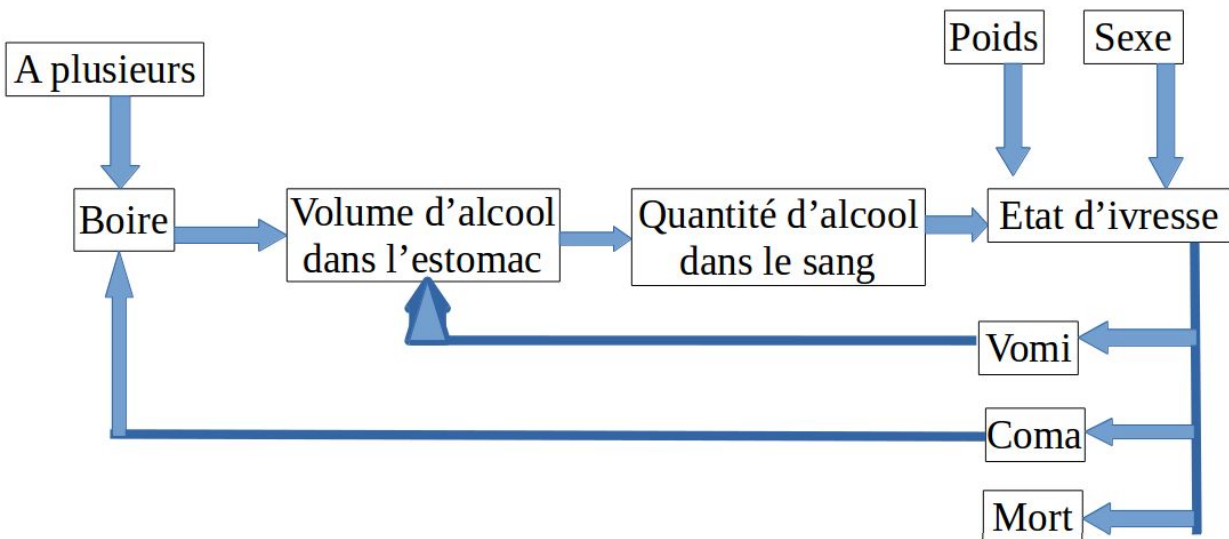 Poids
Sexe
A plusieurs
Boire
Volume d’alcool
dans l’estomac
Quantité d’alcool
dans le sang
Etat d’ivresse
Vomi
Coma
Mort